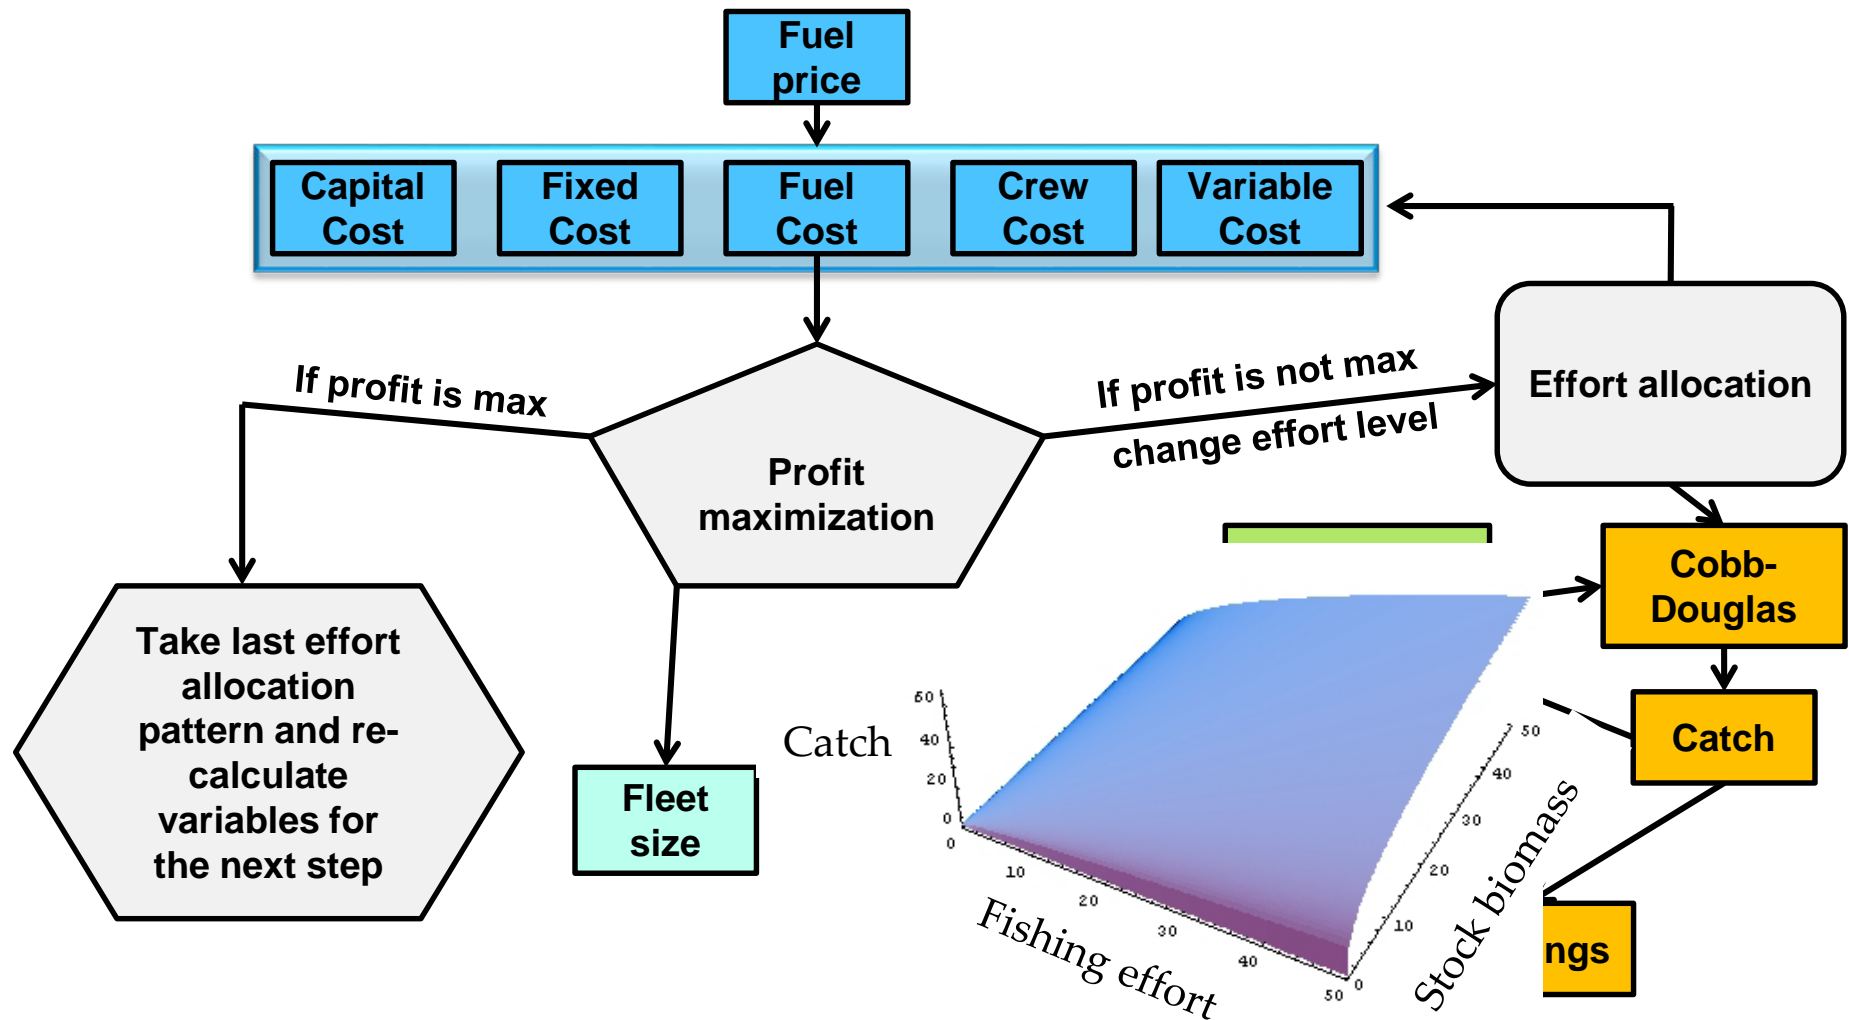 Fuel
price
Capital
Cost
Fixed
Cost
Fuel
Cost
Crew
Cost
Variable
Cost
If profit is max
If profit is not max
change effort level
Effort allocation
Profit
maximization
Cobb-
Douglas
Take last effort
allocation
pattern and re-
calculate
variables for
the next step
Fleet
size
Catch
60
40
20
0
0
10
20
30
40
50
Fishing effort
0
10
20
30
40
50
Stock biomass
Catch
ngs